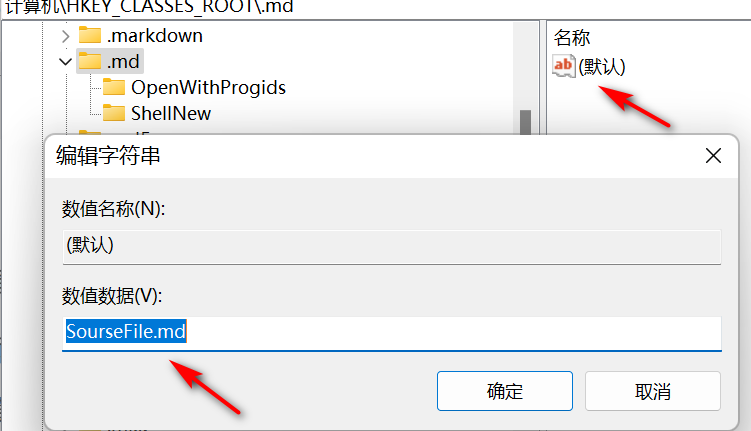 计算机\HKEY_CLASSES_ROOT\.md
.markdown
.md
OpenWithProgids
ShellNew
名称
ab
(默认)
编辑字符串
数值名称(N):
(默认)
数值数据(V):
SourseFile.md
确定
取消